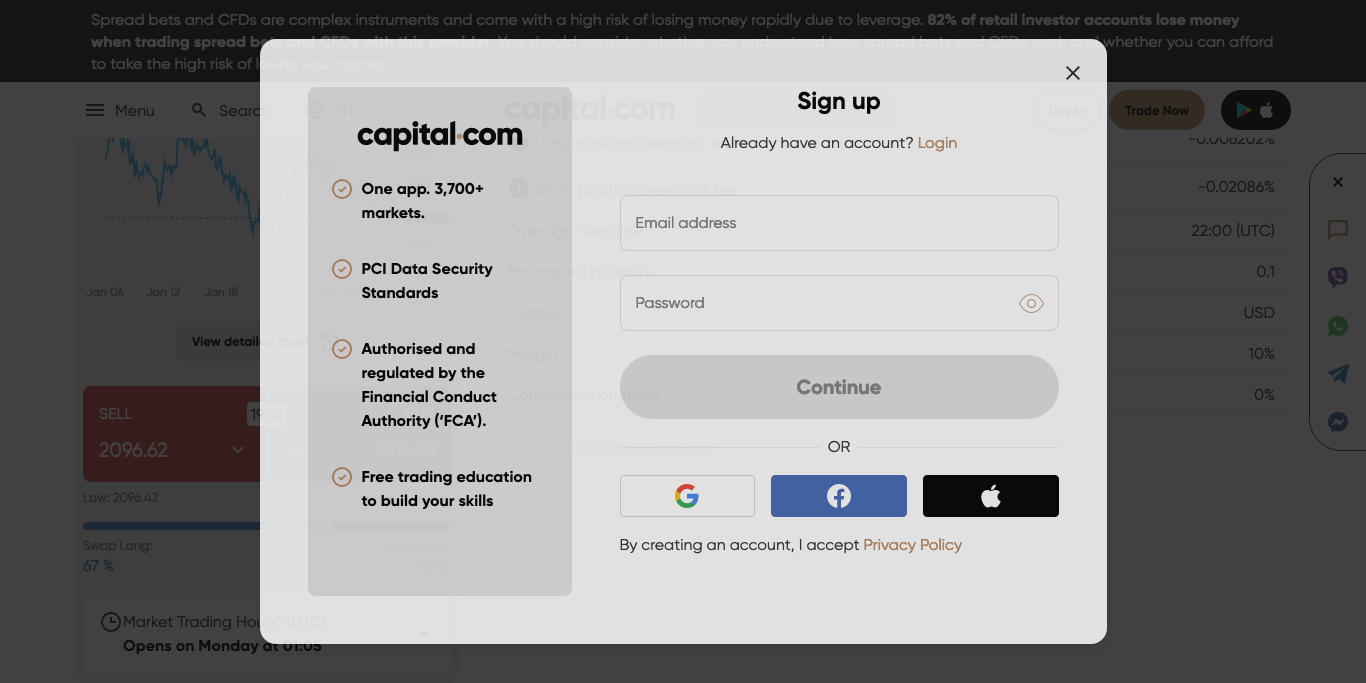 Spread bets and CFDs are complex instruments and come with a high risk of losing money rapidly due to leverage. 82% of retail investor accounts lose money
when trading spread bets and CFDs with this provider. You should consider whether you understand how spread bets and CFDs work and whether you can afford
to take the high risk of losing your money.
Menu
Search
EN
capital.com
Log In
Trade Now
Long position overnight fee
-0.006202%
Short position overnight fee
-0.02086%
Overnight fee time
22:00 (UTC)
Min traded quantity
0.1
Currency
USD
Margin
10%
Commission on trade
0%
Jan 06
Jan 12
Jan 18
View detailed chart
SELL
2096.62
2116.18
Low: 2096.42
Swap Long:
67 %
Market Trading Hours* (UTC)
Opens on Monday at 01:05
capital.com
One app. 3,700+
markets.
PCI Data Security
Standards
Authorised and
regulated by the
Financial Conduct
Authority (‘FCA’).
Free trading education
to build your skills
Sign up
Already have an account? Login
Email address
Password
Continue
OR
By creating an account, I accept Privacy Policy